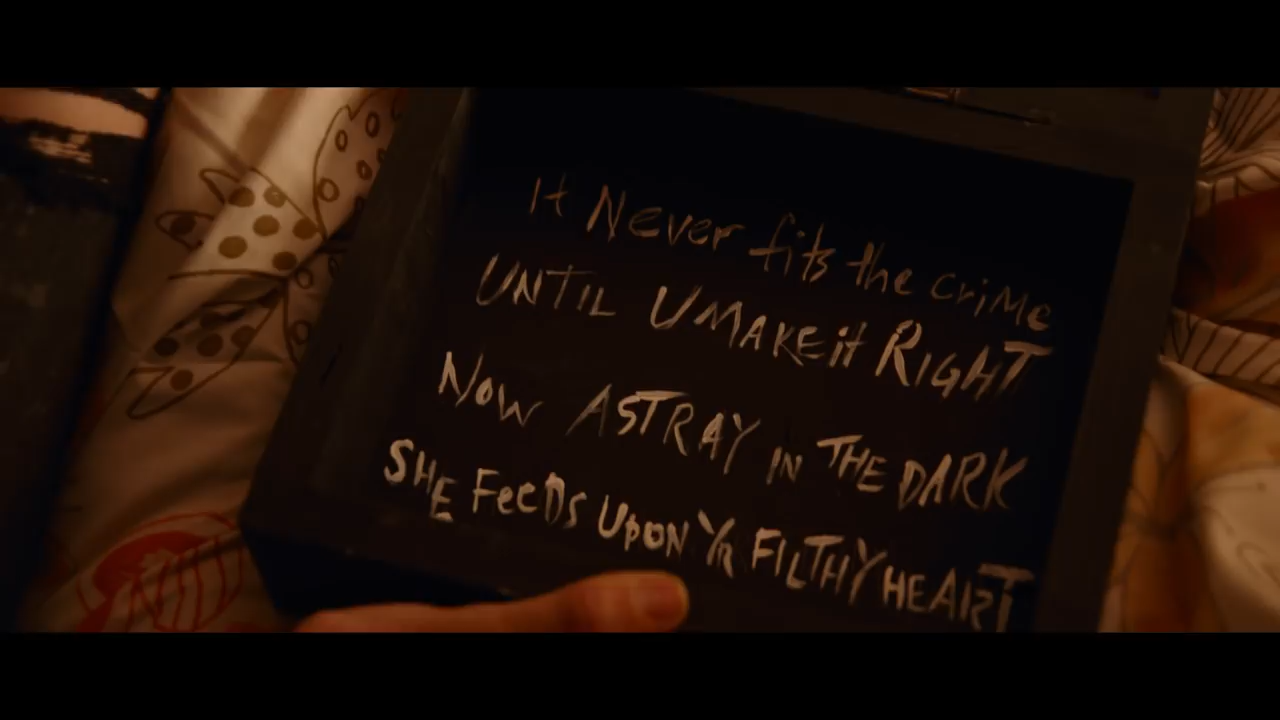 It Never fits the criMe
UNTIL U MAKE it RIGHT
Now ASTRAY IN THE DARK
SHE FeeDs UpON YR FILTHY HEART